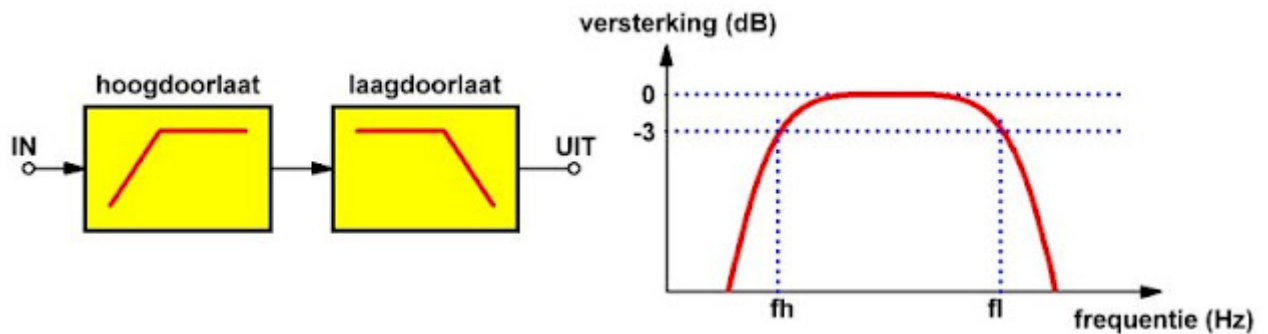 hoogdoorlaat
laagdoorlaat
IN
UIT
versterking (dB)
0
-3
fh
fl
frequentie (Hz)